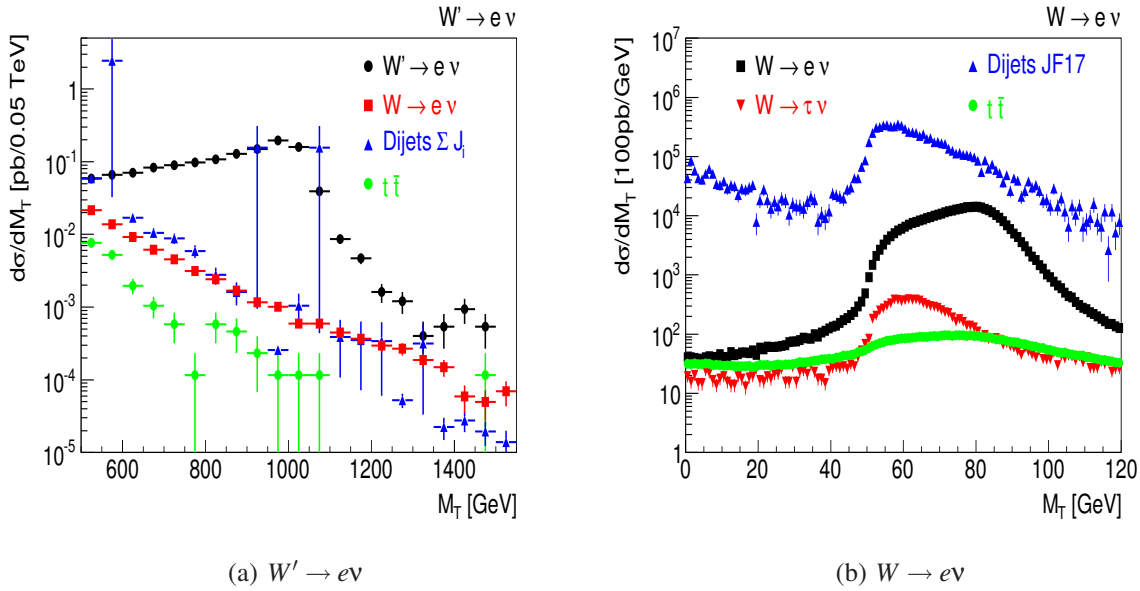 W' → e ν
dσ/dM_T [pb/0.05 TeV]
1
10^-1
10^-2
10^-3
10^-4
10^-5
W' → e ν
W → e ν
Dijets Σ J_i
t t̄
600 800 1000 1200 1400
M_T [GeV]
(a) W′ → eν
W → e ν
dσ/dM_T [100pb/GeV]
10^7
10^6
10^5
10^4
10^3
10^2
10
1
W → e ν Dijets JF17
W → τ ν t t̄
0 20 40 60 80 100 120
M_T [GeV]
(b) W → eν